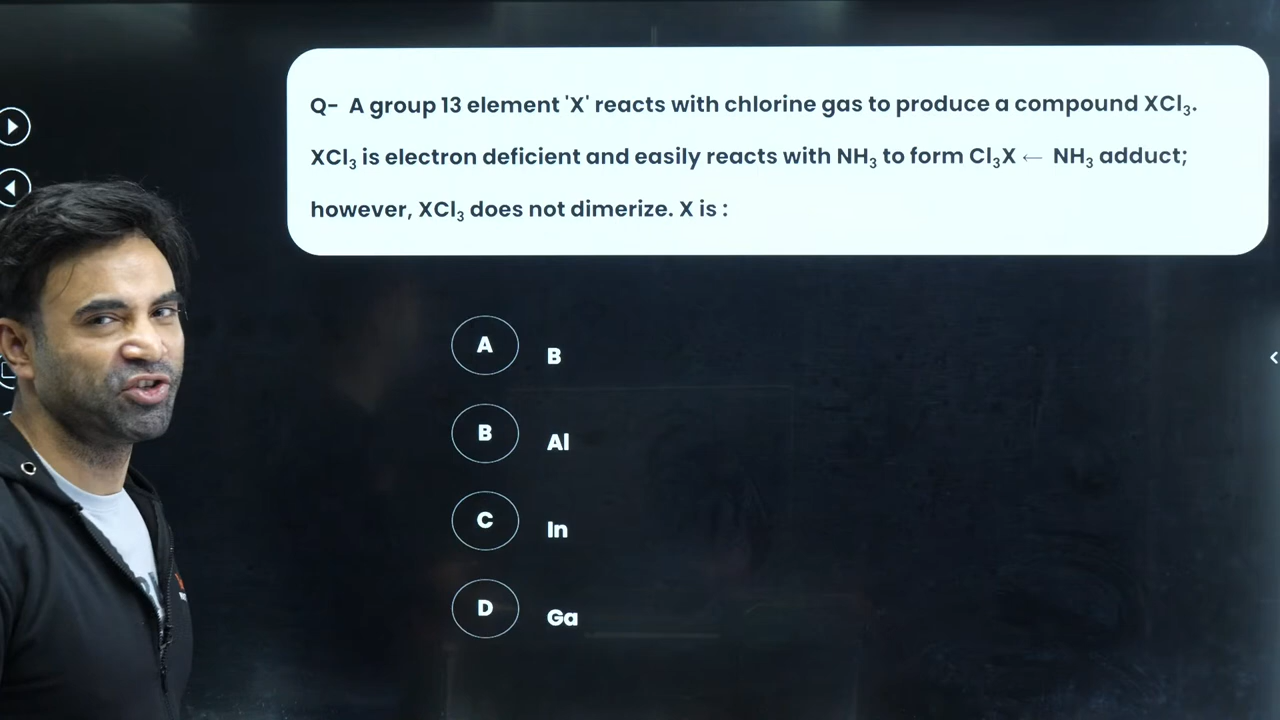 Q- A group 13 element 'X' reacts with chlorine gas to produce a compound XCl₃.
XCl₃ is electron deficient and easily reacts with NH₃ to form Cl₃X ← NH₃ adduct;
however, XCl₃ does not dimerize. X is :
A B
B Al
C In
D Ga